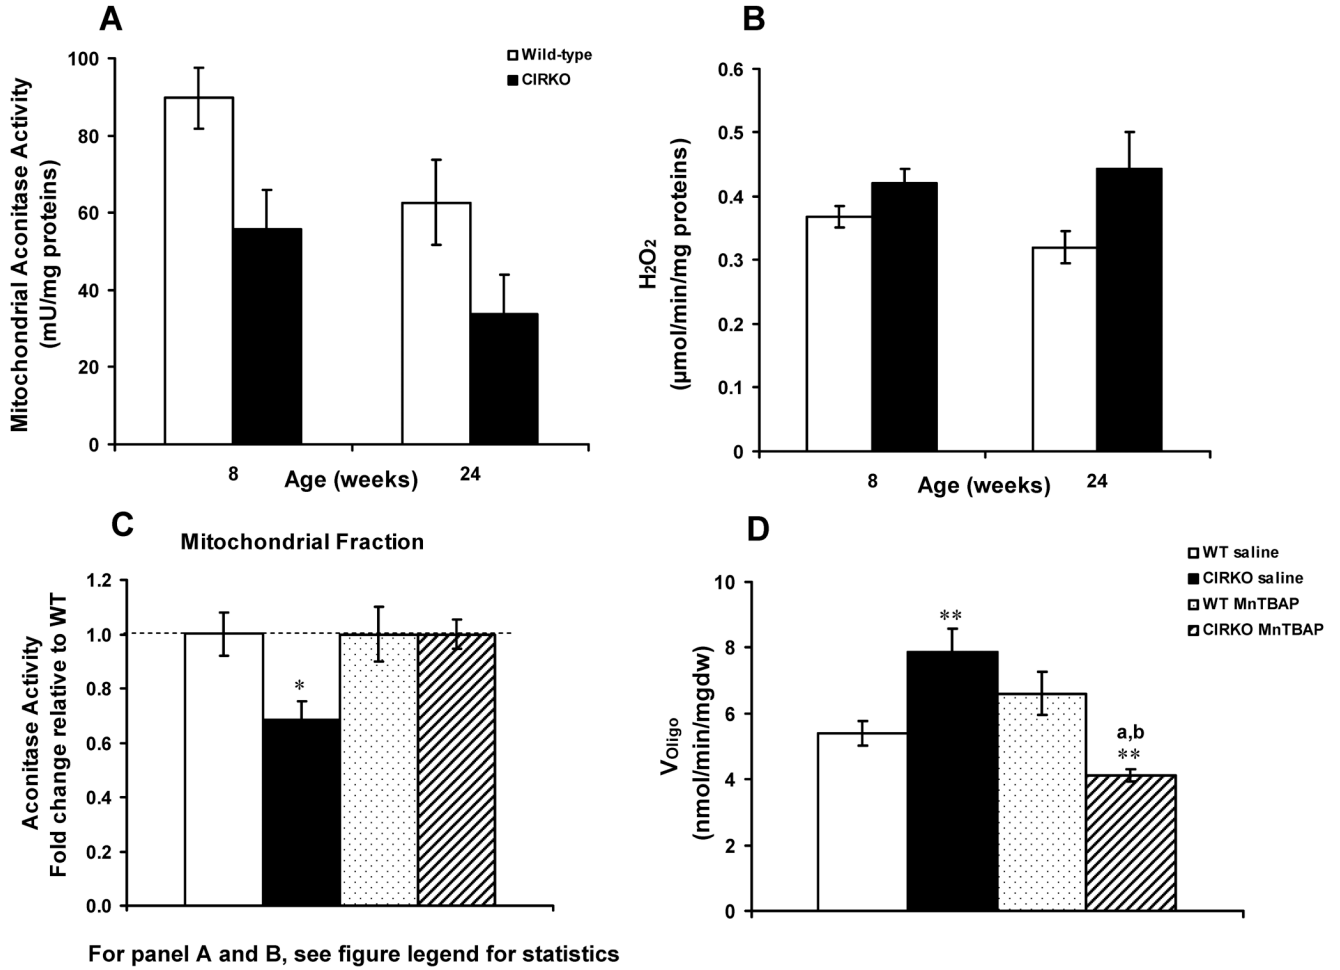 A
Mitochondrial Aconitase Activity
(mU/mg proteins)
100
80
60
40
20
0
Wild-type
CIRKO
8
Age (weeks)
24
B
H₂O₂
(μmol/min/mg proteins)
0.6
0.5
0.4
0.3
0.2
0.1
0
8
Age (weeks)
24
C
Mitochondrial Fraction
Aconitase Activity
Fold change relative to WT
1.2
1.0
0.8
0.6
0.4
0.2
0.0
*
D
VOligo
(nmol/min/mgdw)
10
8
6
4
2
0
WT saline
CIRKO saline
WT MnTBAP
CIRKO MnTBAP
**
a,b
**
For panel A and B, see figure legend for statistics